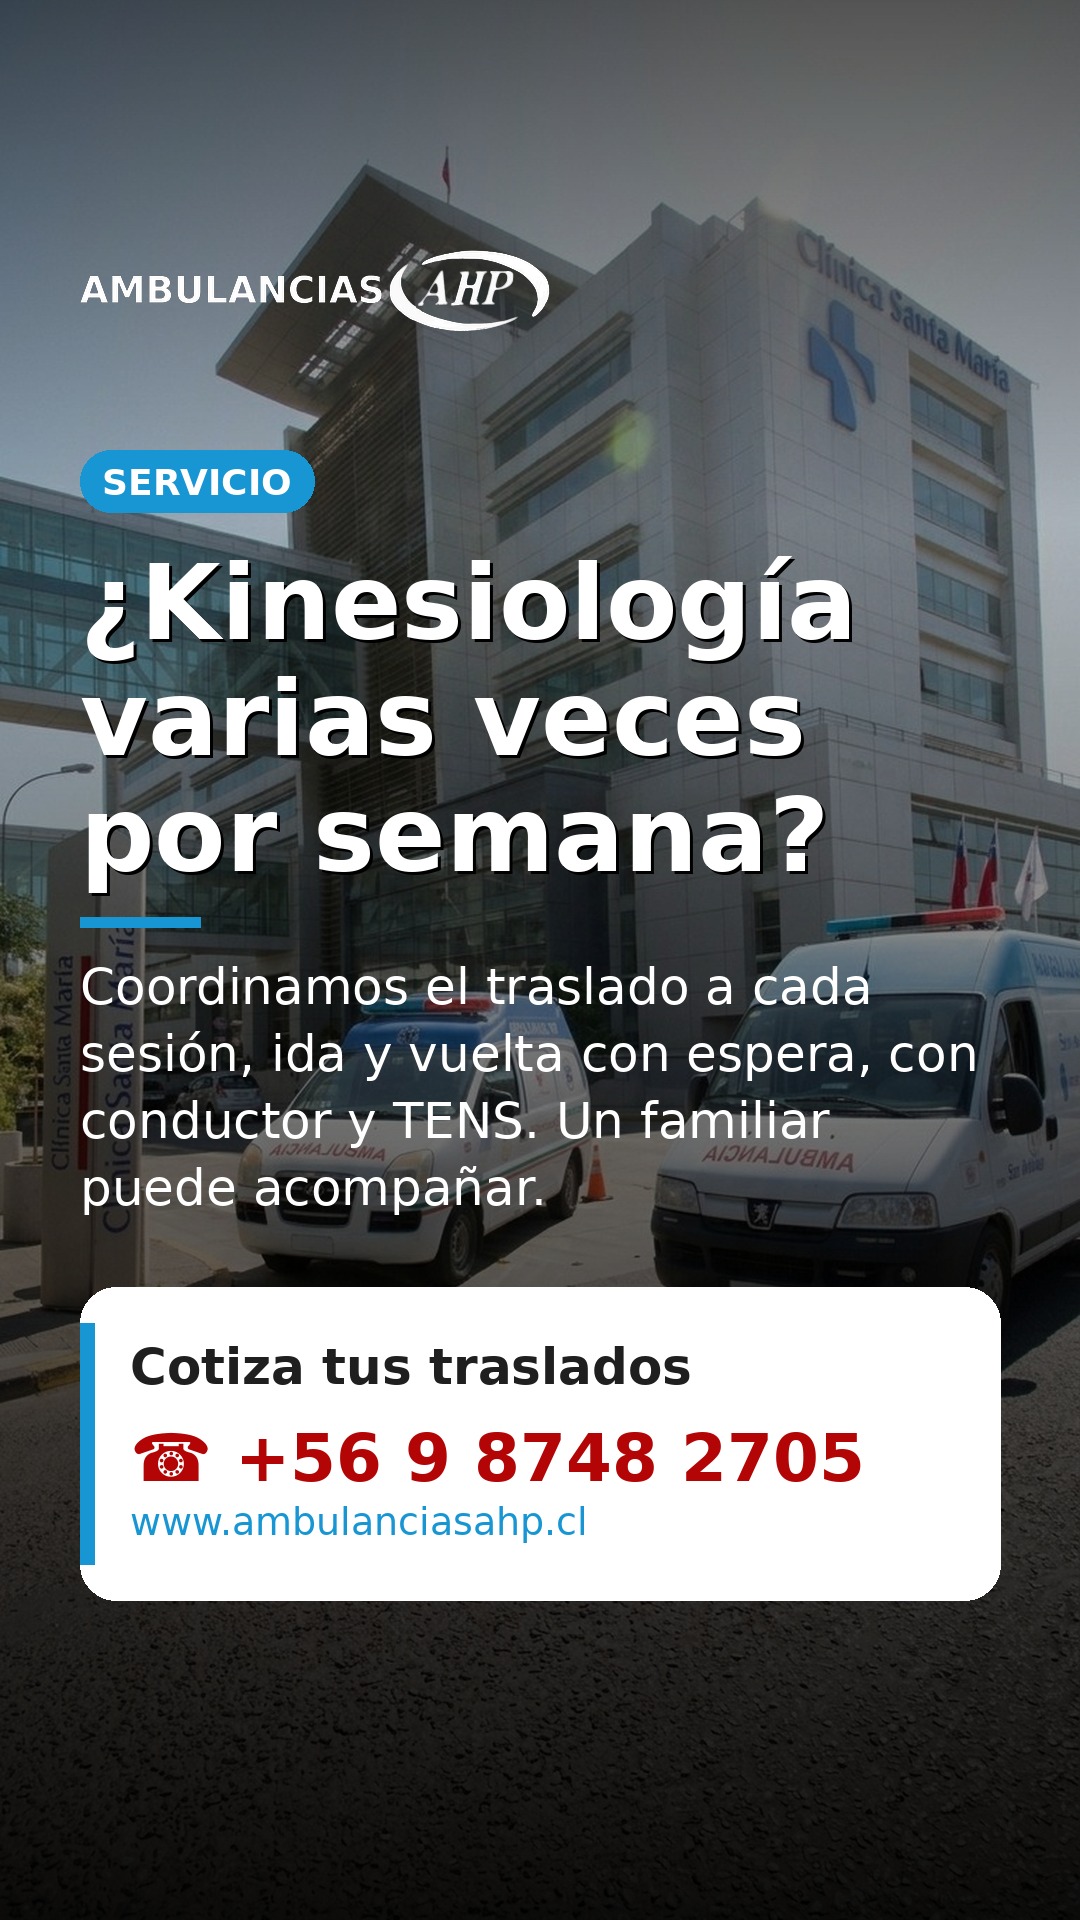 Clínica Santa María
AMBULANCIAS AHP
SERVICIO
¿Kinesiología
varias veces
por semana?
Coordinamos el traslado a cada
sesión, ida y vuelta con espera, con
conductor y TENS. Un familiar
puede acompañar.
Clínica Santa María
AMBULANCIA
AMBULANCIA
Cotiza tus traslados
☎ +56 9 8748 2705
www.ambulanciasahp.cl